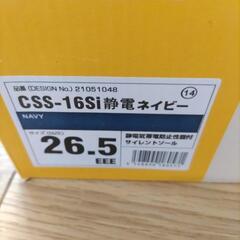 品番 (DESIGN No.) 21051048
CSS-16Si静電ネイビー
14
NAVY
サイズ (SIZE)
26.5
EEE
静電気帯電防止性能付
サイレントソール